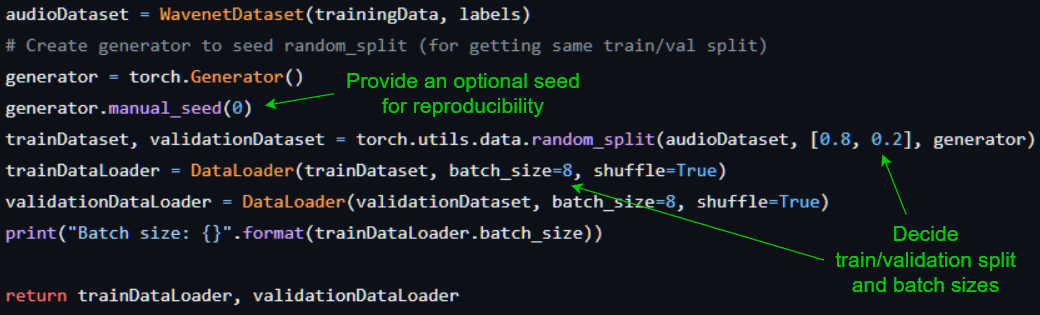 audioDataset = WavenetDataset(trainingData, labels)
# Create generator to seed random_split (for getting same train/val split)
generator = torch.Generator()
generator.manual_seed(0)
Provide an optional seed
for reproducibility
trainDataset, validationDataset = torch.utils.data.random_split(audioDataset, [0.8, 0.2], generator)
trainDataLoader = DataLoader(trainDataset, batch_size=8, shuffle=True)
validationDataLoader = DataLoader(validationDataset, batch_size=8, shuffle=True)
print("Batch size: {}".format(trainDataLoader.batch_size))
Decide
train/validation split
and batch sizes
return trainDataLoader, validationDataLoader